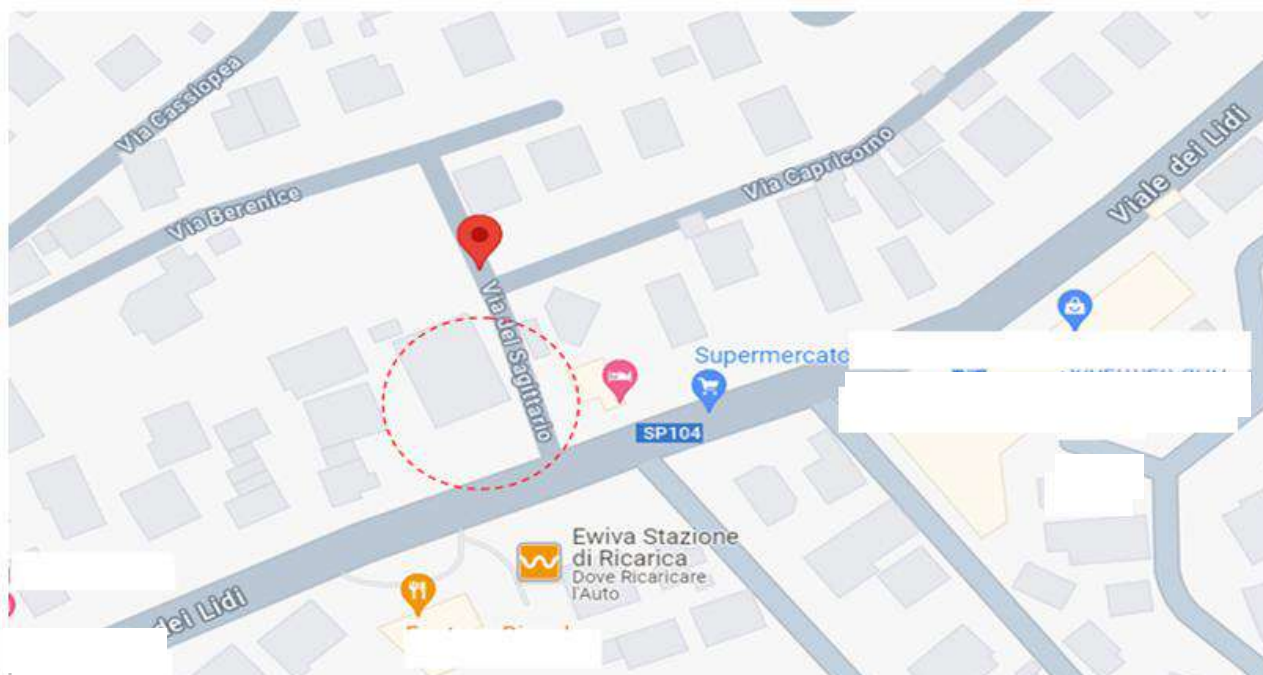 Via Cassiopea
Via Berenice
Via Capricorno
Viale dei Lidi
Via del Sagittario
Supermercato
SP104
Ewiva Stazione
di Ricarica
Dove Ricaricare
l'Auto
dei Lidi